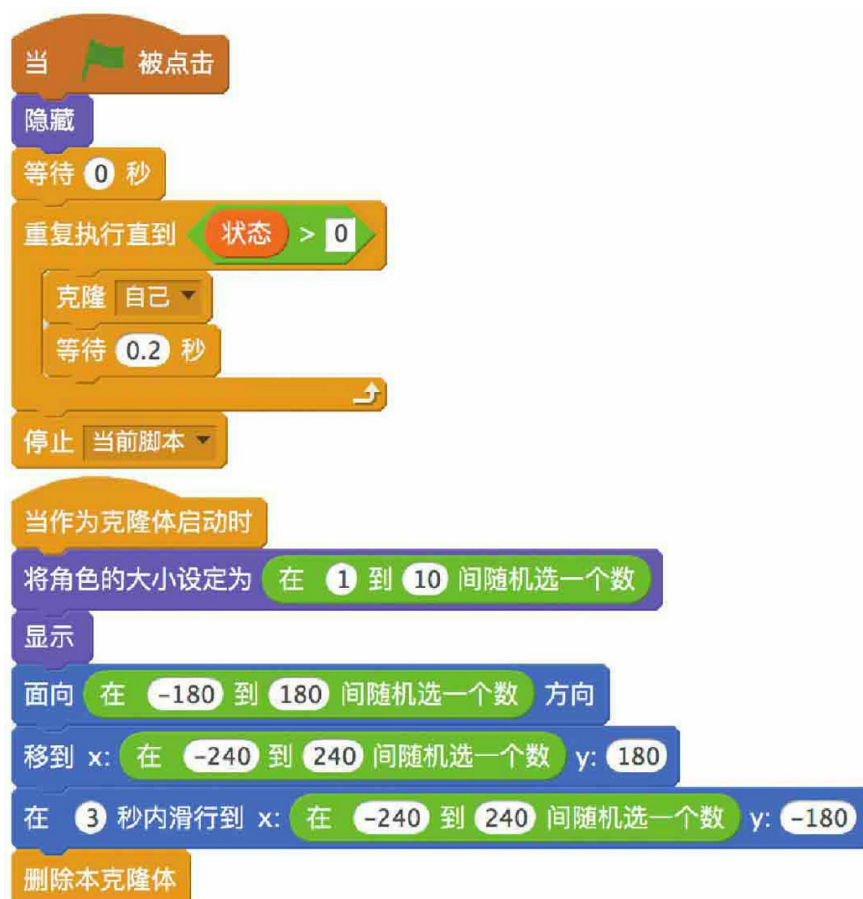 当 被点击
隐藏
等待 0 秒
重复执行直到 状态 > 0
克隆 自己
等待 0.2 秒
停止 当前脚本
当作为克隆体启动时
将角色的大小设定为 在 1 到 10 间随机选一个数
显示
面向 在 -180 到 180 间随机选一个数 方向
移到 x: 在 -240 到 240 间随机选一个数 y: 180
在 3 秒内滑行到 x: 在 -240 到 240 间随机选一个数 y: -180
删除本克隆体